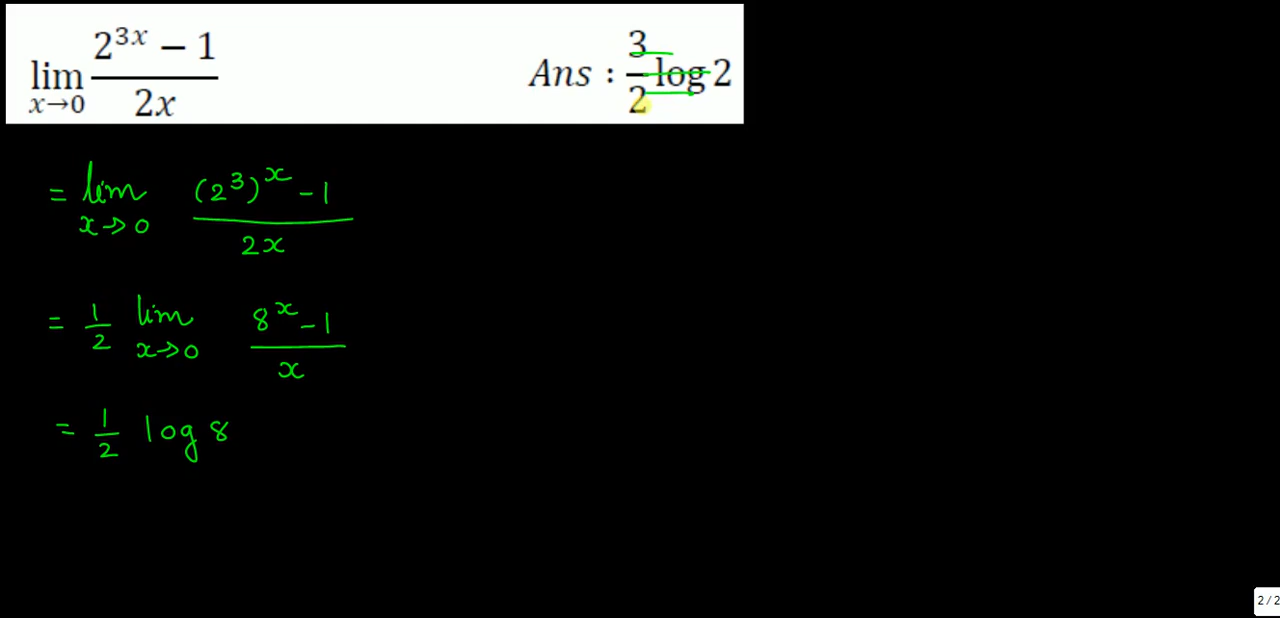 lim x→0 (2^{3x} − 1)/(2x)    Ans : 3/2 log 2
= lim x→0 ((2^3)^x − 1)/(2x)
= 1/2 lim x→0 (8^x − 1)/x
= 1/2 log 8
2/2